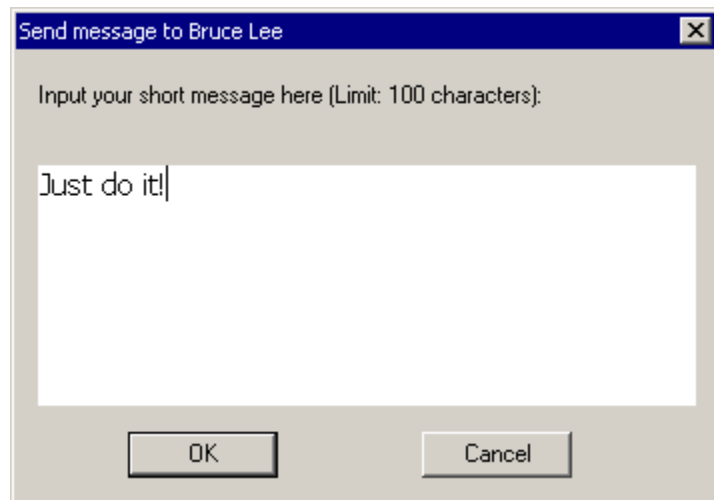 Send message to Bruce Lee
Input your short message here (Limit: 100 characters):
Just do it!
OK Cancel